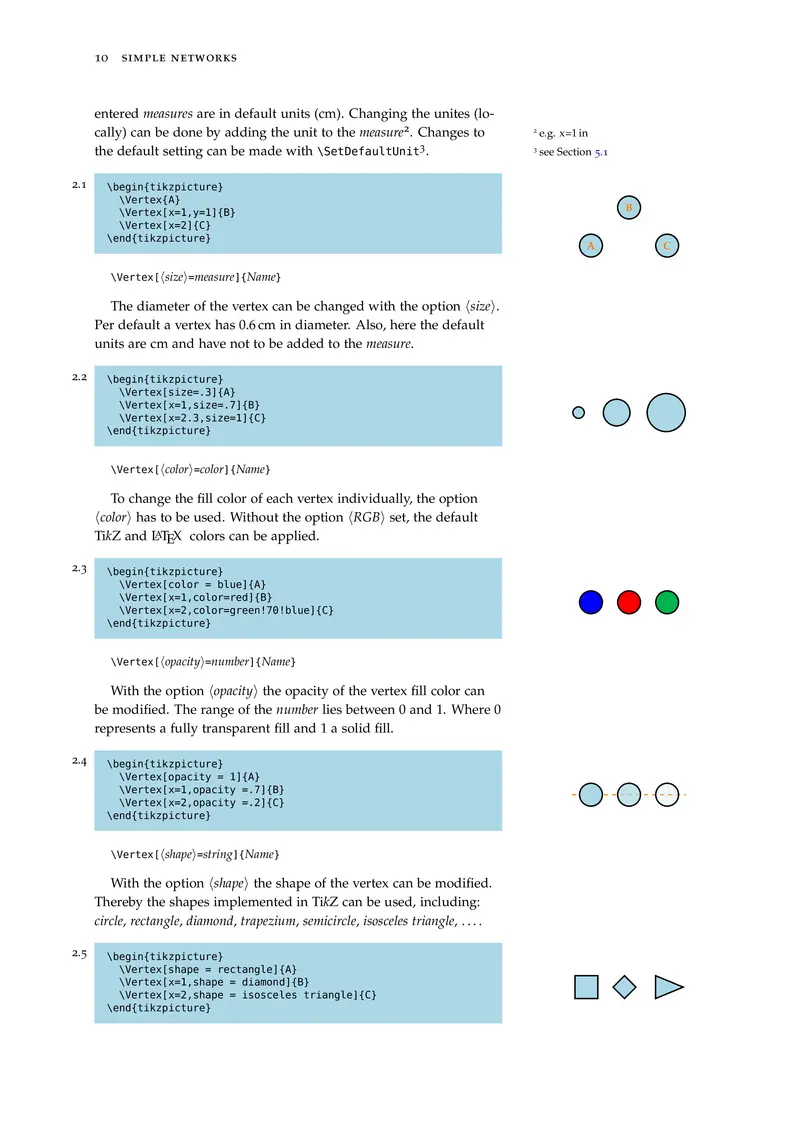 10 SIMPLE NETWORKS
entered measures are in default units (cm). Changing the unites (lo-
cally) can be done by adding the unit to the measure². Changes to
the default setting can be made with \SetDefaultUnit³.
² e.g. x=1 in
³ see Section 5.1
2.1
\begin{tikzpicture}
\Vertex{A}
\Vertex[x=1,y=1]{B}
\Vertex[x=2]{C}
\end{tikzpicture}
B
A C
\Vertex[⟨size⟩=measure]{Name}
The diameter of the vertex can be changed with the option ⟨size⟩.
Per default a vertex has 0.6 cm in diameter. Also, here the default
units are cm and have not to be added to the measure.
2.2
\begin{tikzpicture}
\Vertex[size=.3]{A}
\Vertex[x=1,size=.7]{B}
\Vertex[x=2.3,size=1]{C}
\end{tikzpicture}
\Vertex[⟨color⟩=color]{Name}
To change the fill color of each vertex individually, the option
⟨color⟩ has to be used. Without the option ⟨RGB⟩ set, the default
TikZ and LATEX colors can be applied.
2.3
\begin{tikzpicture}
\Vertex[color = blue]{A}
\Vertex[x=1,color=red]{B}
\Vertex[x=2,color=green!70!blue]{C}
\end{tikzpicture}
\Vertex[⟨opacity⟩=number]{Name}
With the option ⟨opacity⟩ the opacity of the vertex fill color can
be modified. The range of the number lies between 0 and 1. Where 0
represents a fully transparent fill and 1 a solid fill.
2.4
\begin{tikzpicture}
\Vertex[opacity = 1]{A}
\Vertex[x=1,opacity =.7]{B}
\Vertex[x=2,opacity =.2]{C}
\end{tikzpicture}
\Vertex[⟨shape⟩=string]{Name}
With the option ⟨shape⟩ the shape of the vertex can be modified.
Thereby the shapes implemented in TikZ can be used, including:
circle, rectangle, diamond, trapezium, semicircle, isosceles triangle, . . . .
2.5
\begin{tikzpicture}
\Vertex[shape = rectangle]{A}
\Vertex[x=1,shape = diamond]{B}
\Vertex[x=2,shape = isosceles triangle]{C}
\end{tikzpicture}